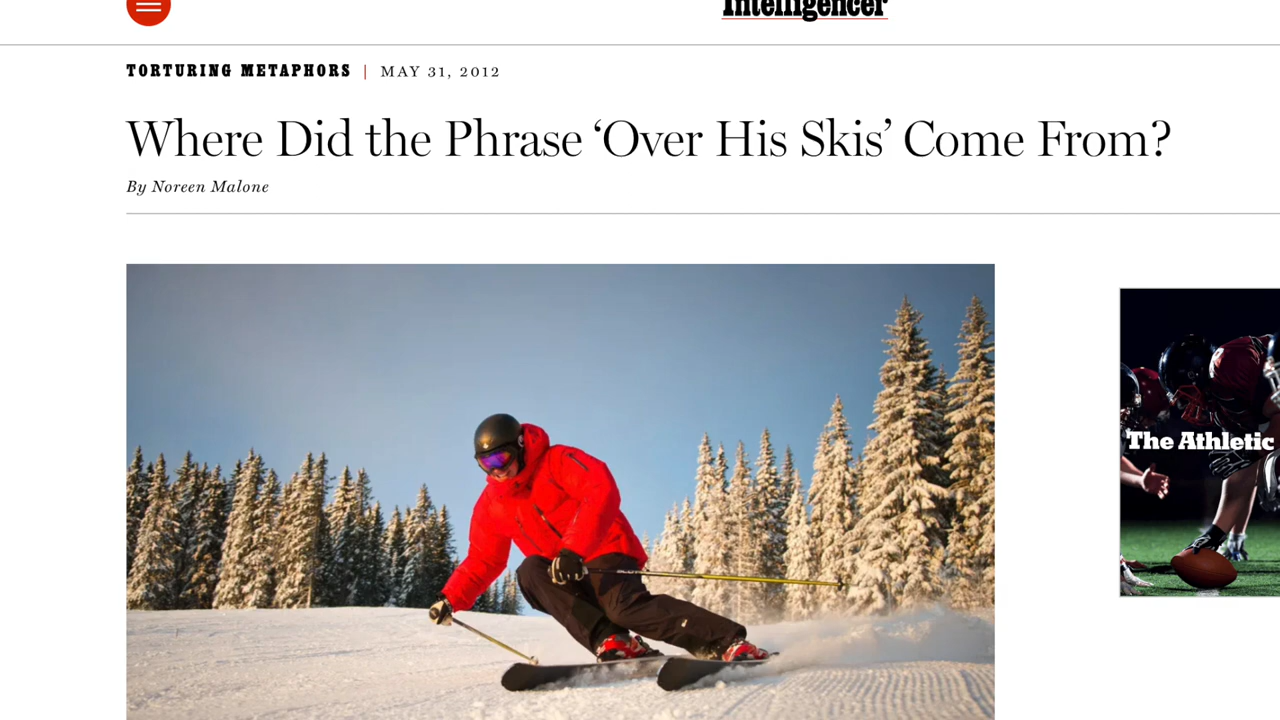 Intelligencer
TORTURING METAPHORS | MAY 31, 2012
Where Did the Phrase ‘Over His Skis’ Come From?
By Noreen Malone
The Athletic